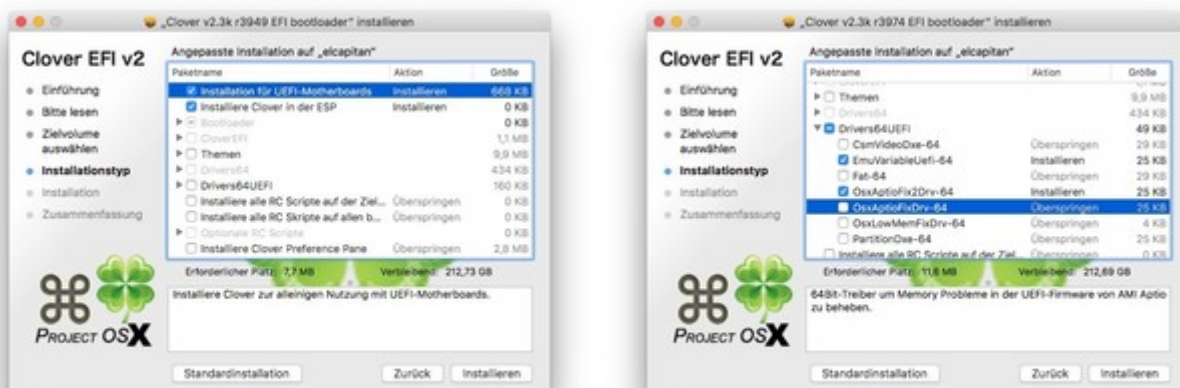 „Clover v2.3k r3949 EFI bootloader“ installieren
Clover EFI v2
Angepasste Installation auf „elcapitan“
Einführung
Bitte lesen
Zielvolume
auswählen
Installationstyp
Installation
Zusammenfassung
Paketname Aktion Größe
Installation für UEFI-Motherboards Installieren 668 KB
Installiere Clover in der ESP Installieren 0 KB
Bootloader 0 KB
CloverEFI 1,1 MB
Themen 9,9 MB
Drivers64 434 KB
Drivers64UEFI 160 KB
Installiere alle RC Scripte auf der Ziel... Überspringen 0 KB
Installiere alle RC Skripte auf allen b... Überspringen 0 KB
Optionale RC Scripte 0 KB
Installiere Clover Preference Pane Überspringen 2,8 MB
Erforderlicher Platz: 7,7 MB Verbleibend: 212,73 GB
Installiere Clover zur alleinigen Nutzung mit UEFI-Motherboards.
PROJECT OSX
Standardinstallation Zurück Installieren
„Clover v2.3k r3974 EFI bootloader“ installieren
Clover EFI v2
Angepasste Installation auf „elcapitan“
Einführung
Bitte lesen
Zielvolume
auswählen
Installationstyp
Installation
Zusammenfassung
Paketname Aktion Größe
Themen 9,9 MB
Drivers64 434 KB
Drivers64UEFI 49 KB
CsmVideoDxe-64 Überspringen 29 KB
EmuVariableUefi-64 Installieren 25 KB
Fat-64 Überspringen 29 KB
OsxAptioFix2Drv-64 Installieren 25 KB
OsxAptioFixDrv-64 Überspringen 25 KB
OsxLowMemFixDrv-64 Überspringen 4 KB
PartitionDxe-64 Überspringen 25 KB
Installiere alle RC Scripte auf der Ziel... Überspringen 0 KB
Erforderlicher Platz: 11,6 MB Verbleibend: 212,69 GB
64Bit-Treiber um Memory Probleme in der UEFI-Firmware von AMI Aptio
zu beheben.
PROJECT OSX
Standardinstallation Zurück Installieren